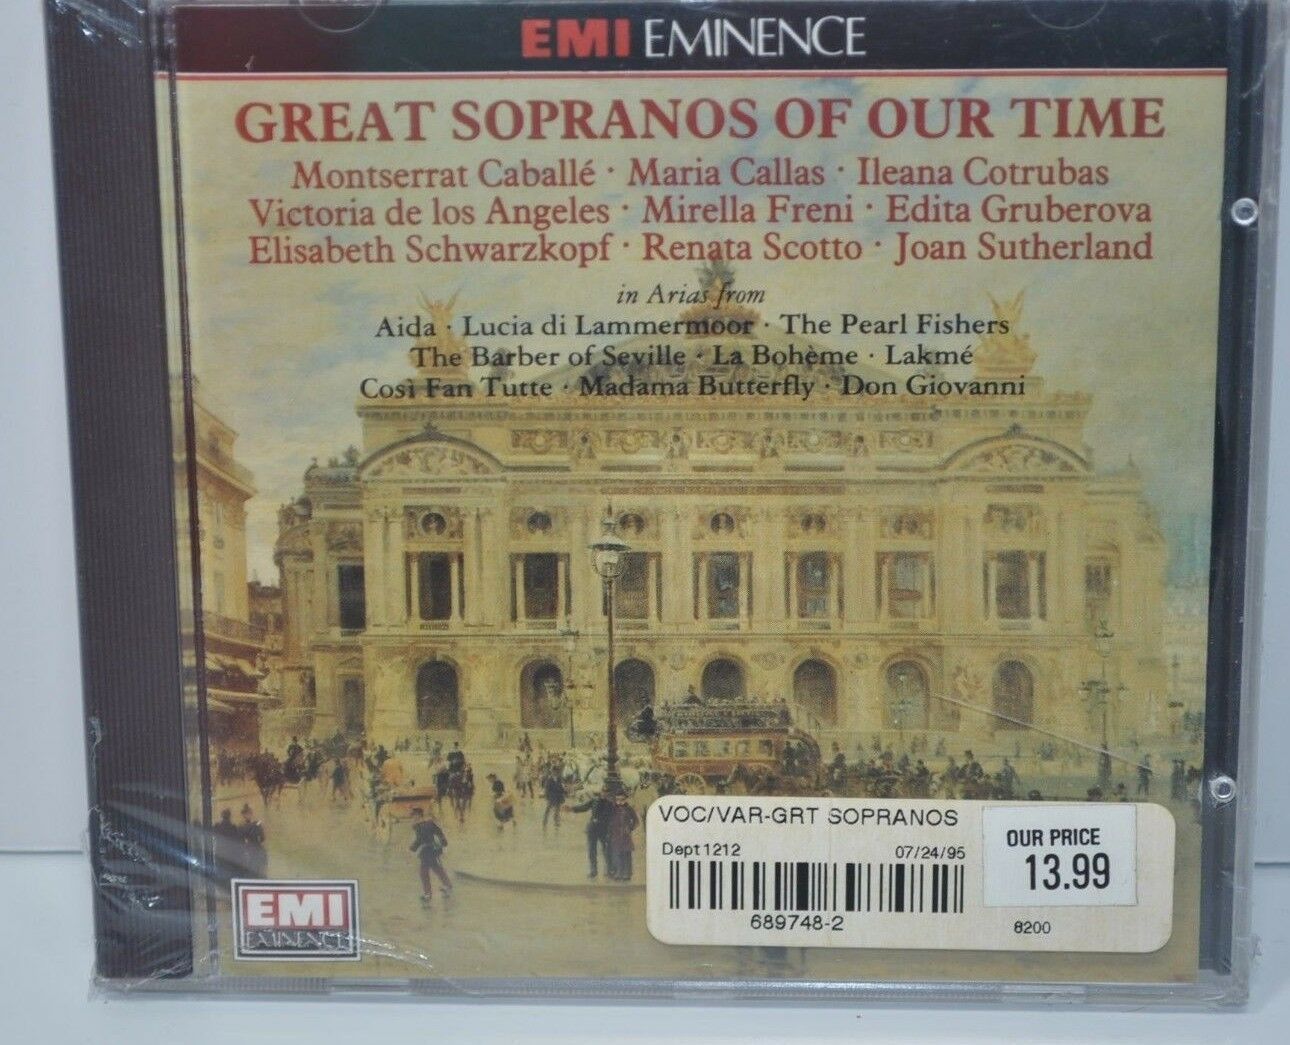 EMI EMINENCE
GREAT SOPRANOS OF OUR TIME
Montserrat Caballé · Maria Callas · Ileana Cotrubas
Victoria de los Angeles · Mirella Freni · Edita Gruberova
Elisabeth Schwarzkopf · Renata Scotto · Joan Sutherland
in Arias from
Aida · Lucia di Lammermoor · The Pearl Fishers
The Barber of Seville · La Bohème · Lakmé
Così Fan Tutte · Madama Butterfly · Don Giovanni
VOC/VAR-GRT SOPRANOS
Dept1212 07/24/95
689748-2
OUR PRICE
13.99
8200
EMI
EMINENCE